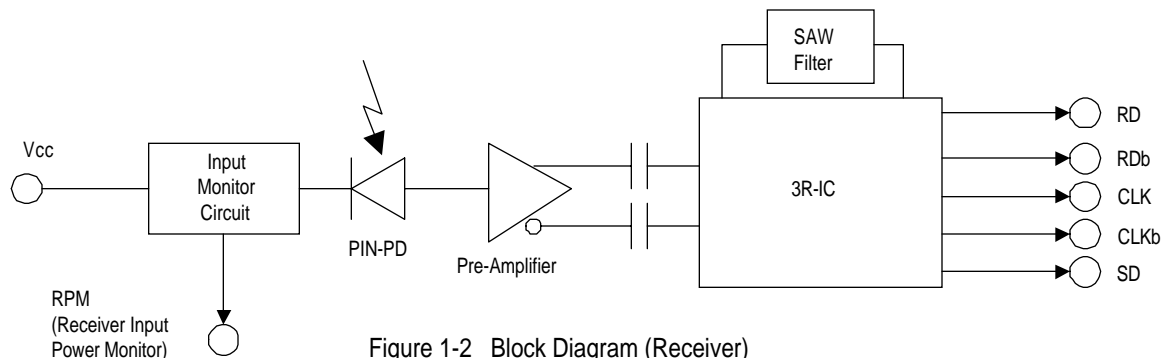 SAW
Filter
Vcc
Input
Monitor
Circuit
PIN-PD
Pre-Amplifier
3R-IC
RD
RDb
CLK
CLKb
SD
RPM
(Receiver Input
Power Monitor)
Figure 1-2 Block Diagram (Receiver)